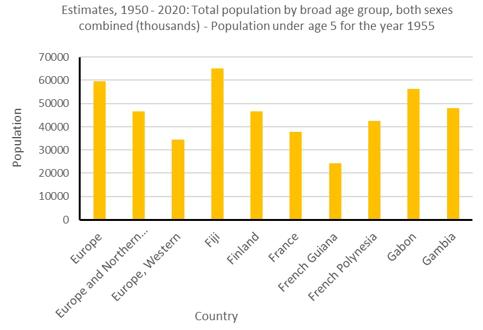 Estimates, 1950 - 2020: Total population by broad age group, both sexes
combined (thousands) - Population under age 5 for the year 1955
70000
60000
50000
40000
30000
20000
10000
0
Population
Europe
Europe and Northern...
Europe, Western
Fiji
Finland
France
French Guiana
French Polynesia
Gabon
Gambia
Country